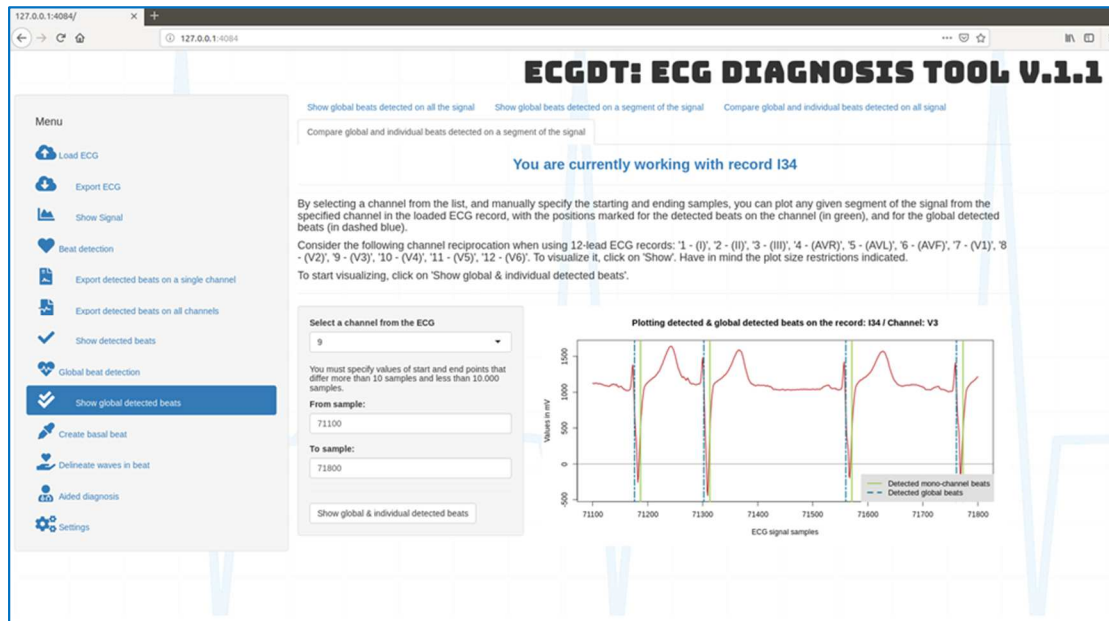 127.0.0.1:4084/
127.0.0.1:4084
ECGDT: ECG DIAGNOSIS TOOL V.1.1
Menu
Load ECG
Export ECG
Show Signal
Beat detection
Export detected beats on a single channel
Export detected beats on all channels
Show detected beats
Global beat detection
Show global detected beats
Create basal beat
Delineate waves in beat
Aided diagnosis
Settings
Show global beats detected on all the signal Show global beats detected on a segment of the signal Compare global and individual beats detected on all signal
Compare global and individual beats detected on a segment of the signal
You are currently working with record I34
By selecting a channel from the list, and manually specify the starting and ending samples, you can plot any given segment of the signal from the
specified channel in the loaded ECG record, with the positions marked for the detected beats on the channel (in green), and for the global detected
beats (in dashed blue).
Consider the following channel reciprocation when using 12-lead ECG records: '1 - (I)', '2 - (II)', '3 - (III)', '4 - (AVR)', '5 - (AVL)', '6 - (AVF)', '7 - (V1)', '8
- (V2)', '9 - (V3)', '10 - (V4)', '11 - (V5)', '12 - (V6)'. To visualize it, click on 'Show'. Have in mind the plot size restrictions indicated.
To start visualizing, click on 'Show global & individual detected beats'.
Select a channel from the ECG
9
You must specify values of start and end points that
differ more than 10 samples and less than 10.000
samples.
From sample:
71100
To sample:
71800
Show global & individual detected beats
Plotting detected & global detected beats on the record: I34 / Channel: V3
Values in mV
1500
1000
500
0
-500
Detected mono-channel beats
Detected global beats
71100 71200 71300 71400 71500 71600 71700 71800
ECG signal samples